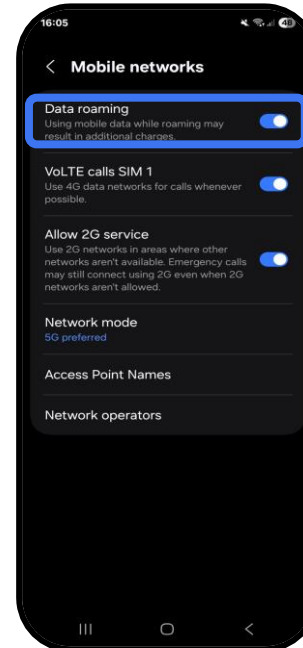 16:05
40
Mobile networks
Data roaming
Using mobile data while roaming may
result in additional charges.
VoLTE calls SIM 1
Use 4G data networks for calls whenever
possible.
Allow 2G service
Use 2G networks in areas where other
networks aren't available. Emergency calls
may still connect using 2G even when 2G
networks aren't allowed.
Network mode
5G preferred
Access Point Names
Network operators